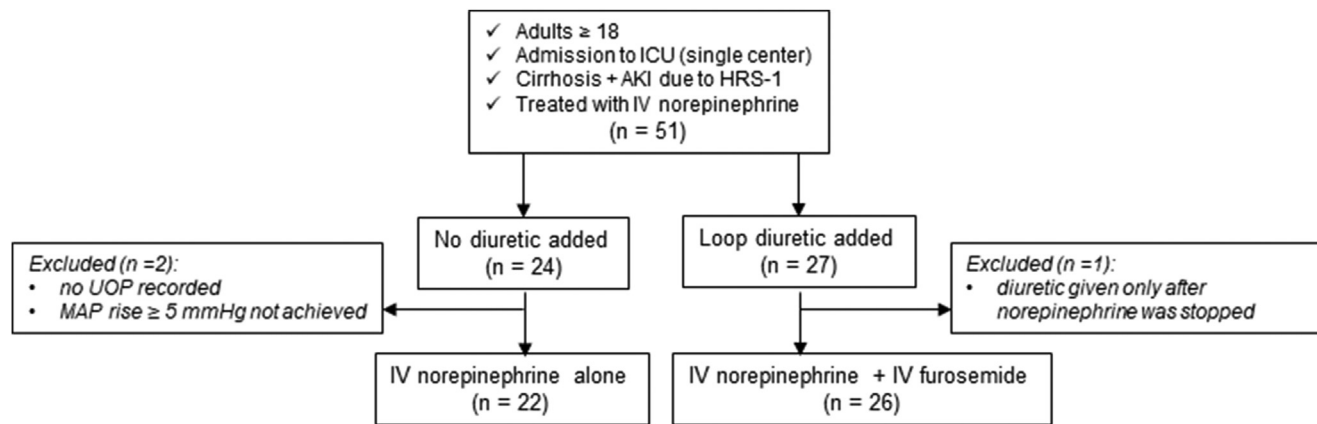 ✓ Adults ≥ 18
✓ Admission to ICU (single center)
✓ Cirrhosis + AKI due to HRS-1
✓ Treated with IV norepinephrine
(n = 51)
No diuretic added
(n = 24)
Loop diuretic added
(n = 27)
Excluded (n =2):
• no UOP recorded
• MAP rise ≥ 5 mmHg not achieved
Excluded (n =1):
• diuretic given only after
norepinephrine was stopped
IV norepinephrine alone
(n = 22)
IV norepinephrine + IV furosemide
(n = 26)